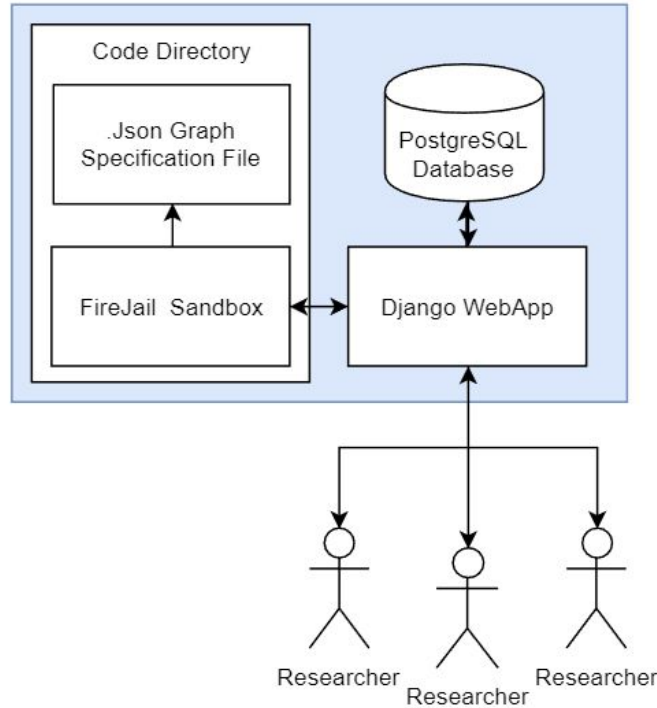 Code Directory
.Json Graph
Specification File
PostgreSQL
Database
FireJail Sandbox
Django WebApp
Researcher
Researcher
Researcher